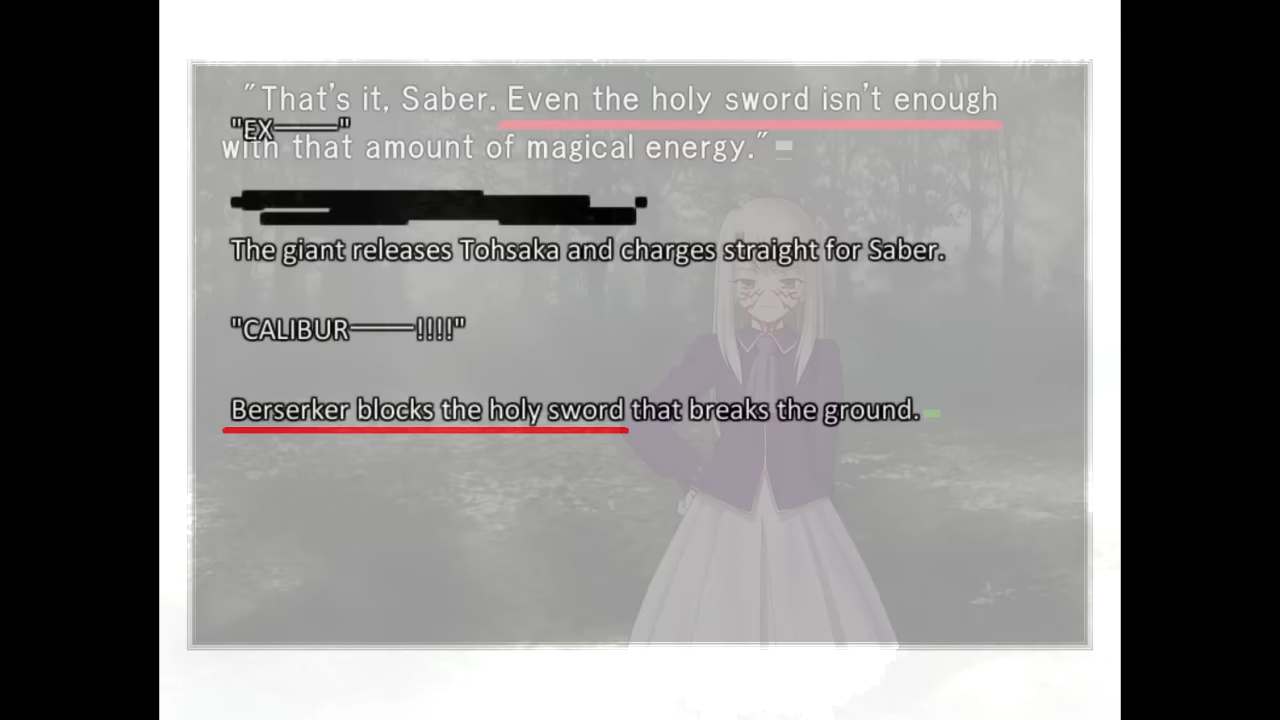 "That's it, Saber. Even the holy sword isn't enough
"EX———"
with that amount of magical energy."
The giant releases Tohsaka and charges straight for Saber.
"CALIBUR———!!!!"
Berserker blocks the holy sword that breaks the ground.